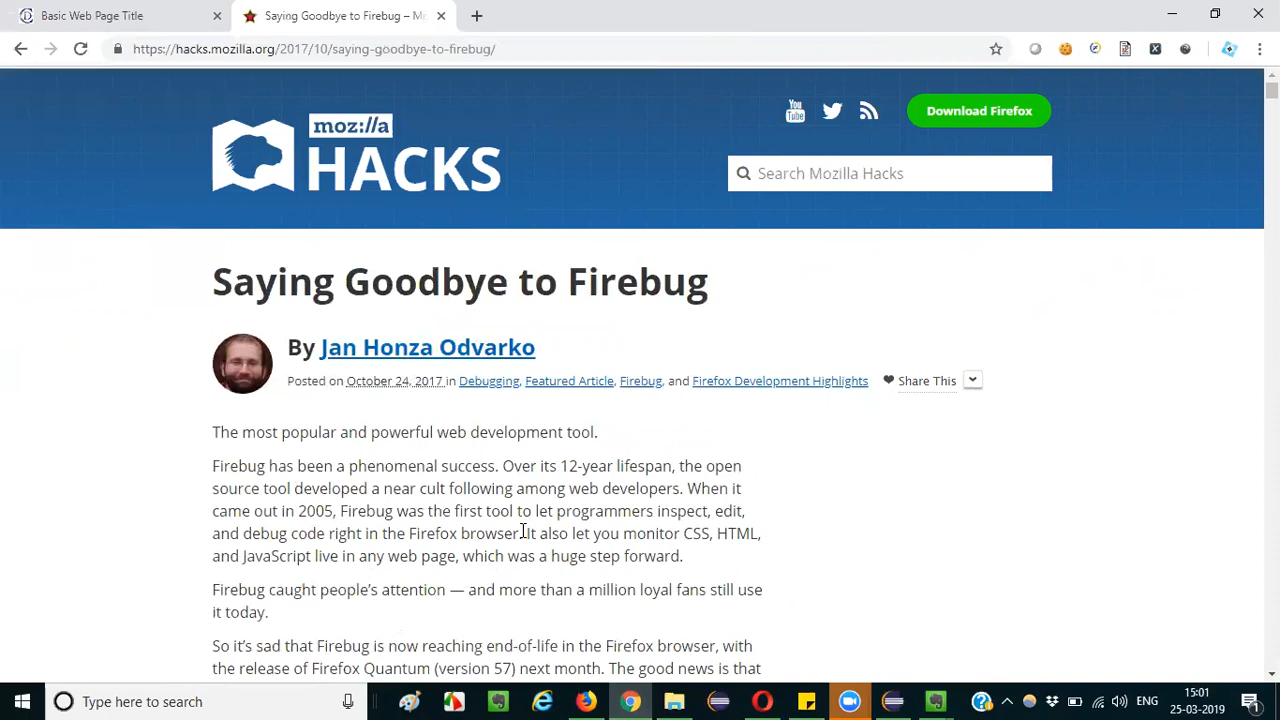 Basic Web Page Title
Saying Goodbye to Firebug – Mo
https://hacks.mozilla.org/2017/10/saying-goodbye-to-firebug/
moz://a
HACKS
You
Tube
Download Firefox
Search Mozilla Hacks
Saying Goodbye to Firebug
By Jan Honza Odvarko
Posted on October 24, 2017 in Debugging, Featured Article, Firebug, and Firefox Development Highlights
Share This
The most popular and powerful web development tool.
Firebug has been a phenomenal success. Over its 12-year lifespan, the open
source tool developed a near cult following among web developers. When it
came out in 2005, Firebug was the first tool to let programmers inspect, edit,
and debug code right in the Firefox browser. It also let you monitor CSS, HTML,
and JavaScript live in any web page, which was a huge step forward.
Firebug caught people’s attention — and more than a million loyal fans still use
it today.
So it’s sad that Firebug is now reaching end-of-life in the Firefox browser, with
the release of Firefox Quantum (version 57) next month. The good news is that
Type here to search
ENG
15:01
25-03-2019